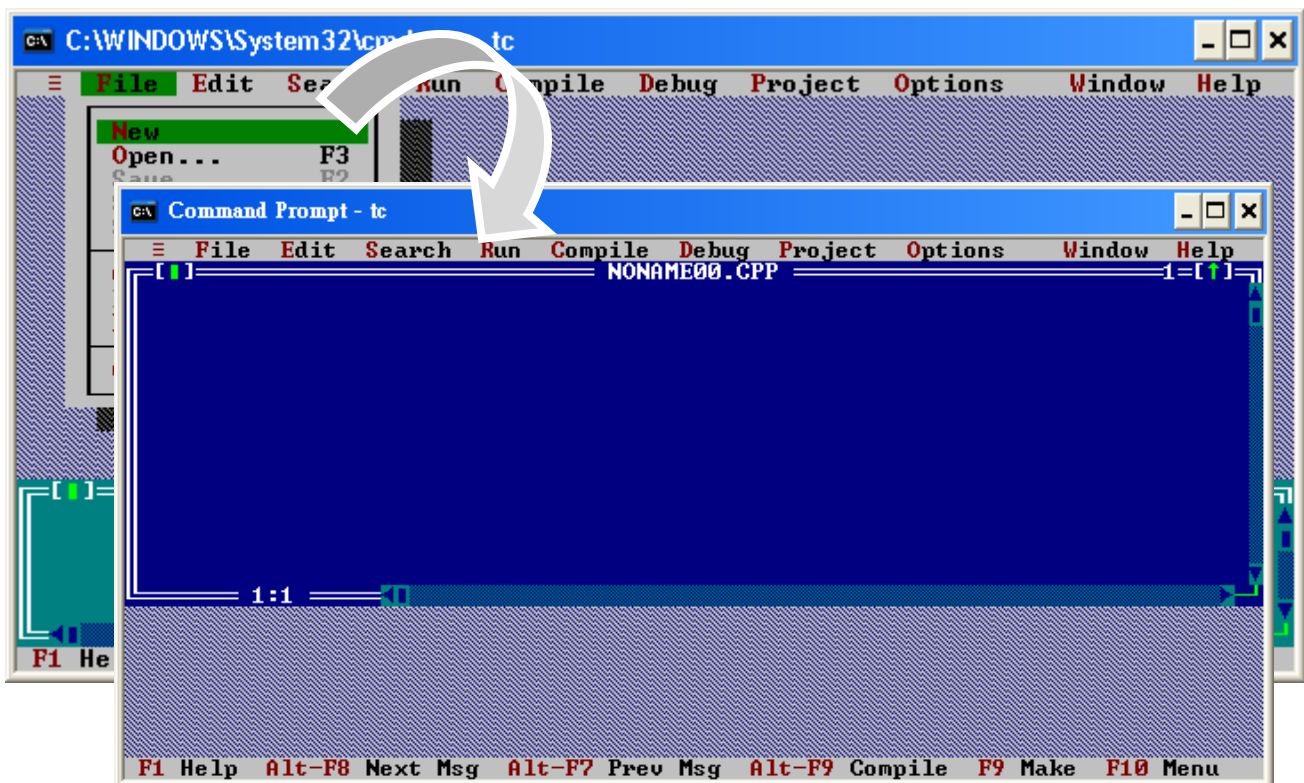 C:\WINDOWS\System32\cm tc
≡ File Edit Sea Run C mpile Debug Project Options Window Help
New
Open... F3
Save F2
Command Prompt - tc
≡ File Edit Search Run Compile Debug Project Options Window Help
[■] NONAME00.CPP 1=[↑]
1:1
[■]
F1 He
F1 Help Alt-F8 Next Msg Alt-F7 Prev Msg Alt-F9 Compile F9 Make F10 Menu